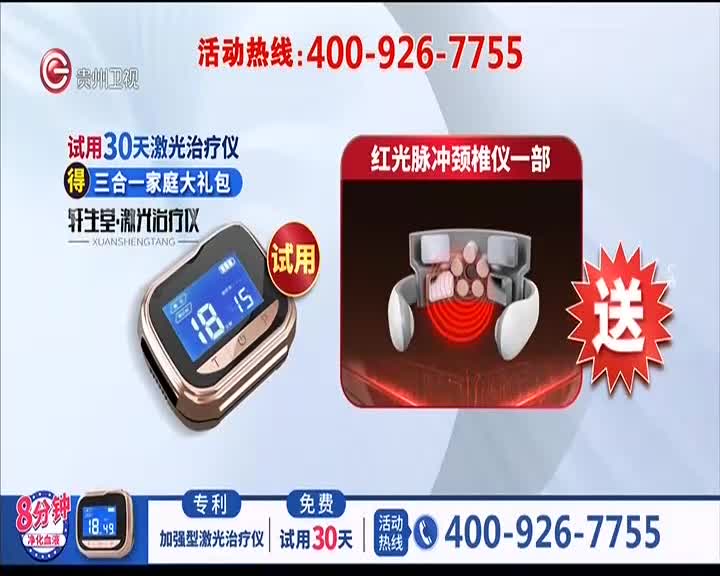 活动热线:400-926-7755
贵州卫视
试用30天激光治疗仪
得 三合一家庭大礼包
轩生堂·激光治疗仪
XUANSHENGTANG
试用
18 15
红光脉冲颈椎仪一部
送
8分钟
净化血液
18.49
专利
加强型激光治疗仪
免费
试用30天
活动热线
400-926-7755